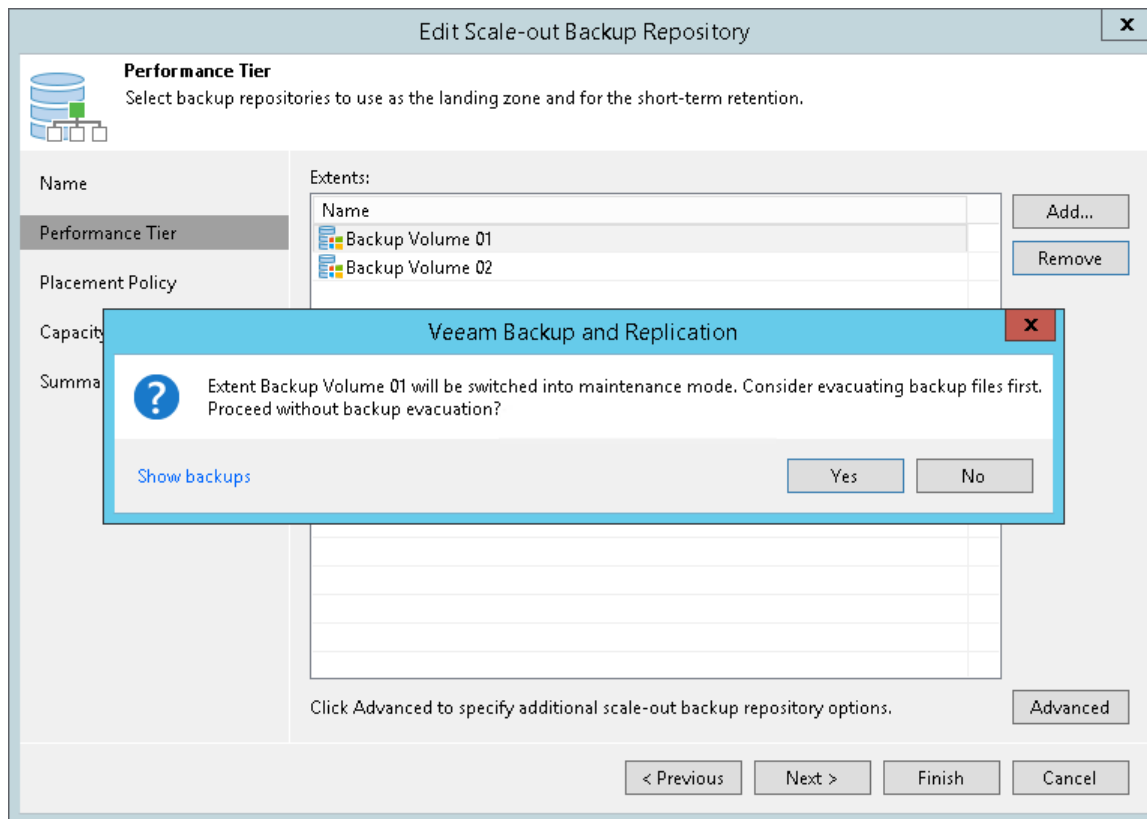 Edit Scale-out Backup Repository
x
Performance Tier
Select backup repositories to use as the landing zone and for the short-term retention.
Name
Performance Tier
Placement Policy
Capacity
Summa
Extents:
Name
Backup Volume 01
Backup Volume 02
Add...
Remove
Veeam Backup and Replication
x
?
Extent Backup Volume 01 will be switched into maintenance mode. Consider evacuating backup files first.
Proceed without backup evacuation?
Show backups
Yes
No
Click Advanced to specify additional scale-out backup repository options.
Advanced
< Previous
Next >
Finish
Cancel